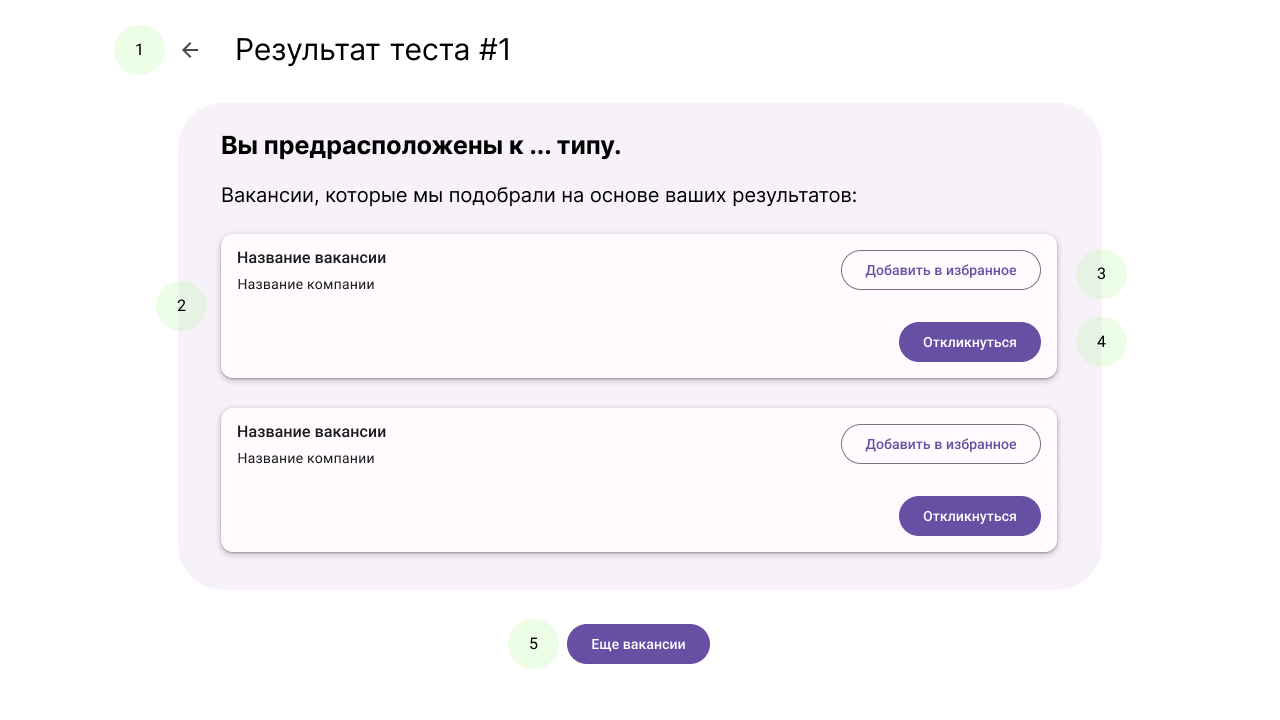 1
Результат теста #1
Вы предрасположены к ... типу.
Вакансии, которые мы подобрали на основе ваших результатов:
Название вакансии
Название компании
Добавить в избранное
Откликнуться
2
3
4
Название вакансии
Название компании
Добавить в избранное
Откликнуться
5
Еще вакансии